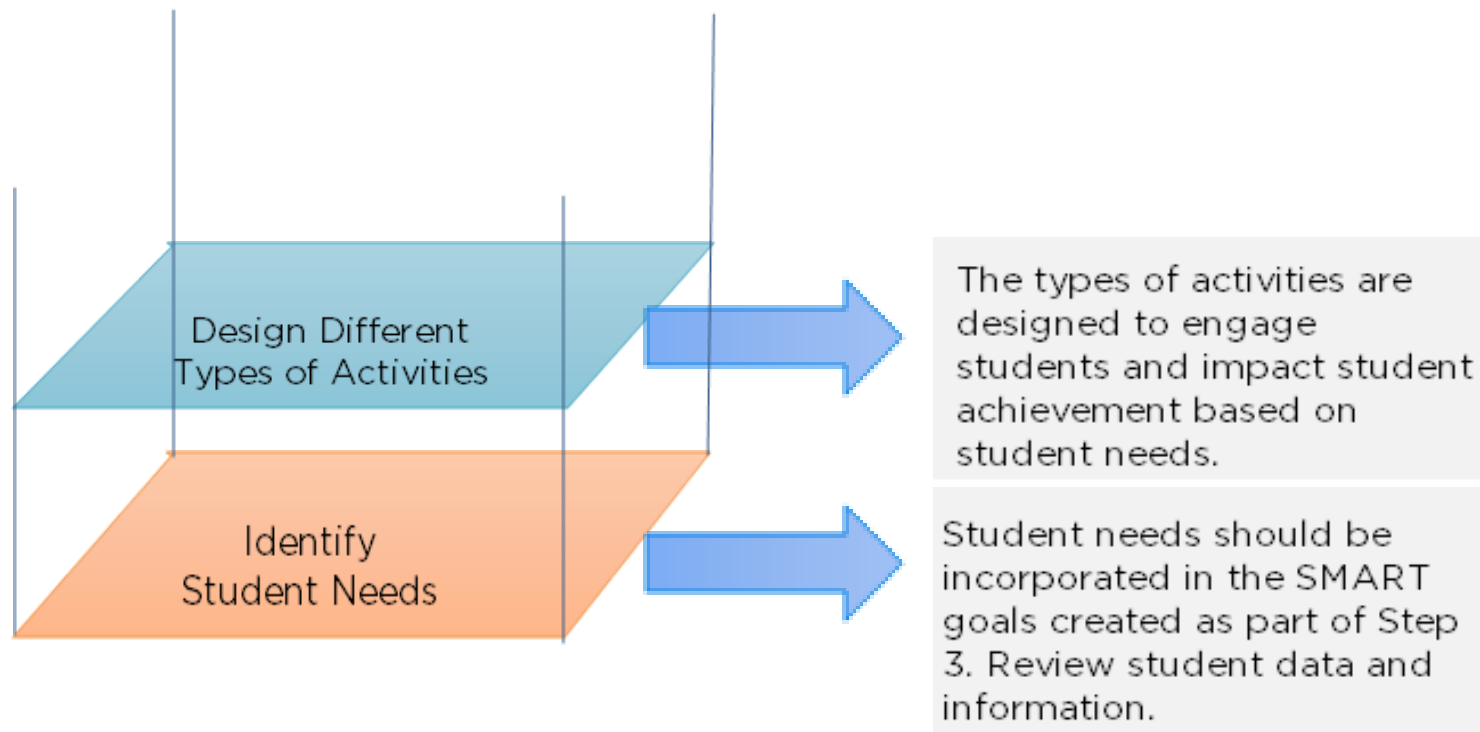 Design Different
Types of Activities
The types of activities are
designed to engage
students and impact student
achievement based on
student needs.
Identify
Student Needs
Student needs should be
incorporated in the SMART
goals created as part of Step
3. Review student data and
information.